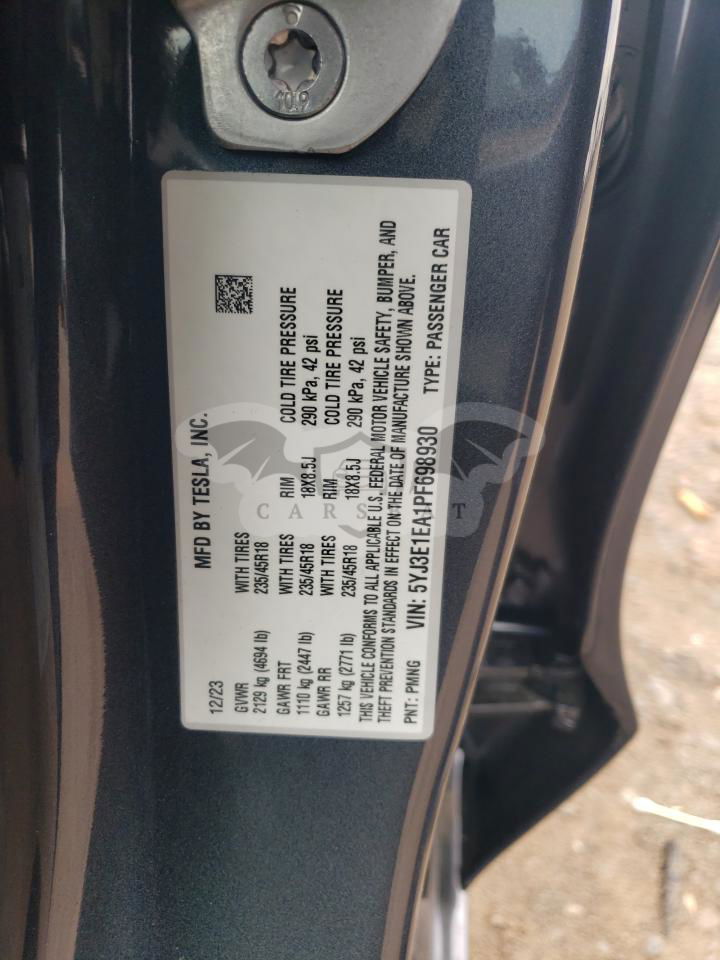 10.9
12/23 MFD BY TESLA, INC.
GVWR WITH TIRES
2129 kg (4694 lb) 235/45R18
GAWR FRT WITH TIRES RIM COLD TIRE PRESSURE
1110 kg (2447 lb) 235/45R18 18X8.5J 290 kPa, 42 psi
GAWR RR WITH TIRES RIM COLD TIRE PRESSURE
1257 kg (2771 lb) 235/45R18 18X8.5J 290 kPa, 42 psi
THIS VEHICLE CONFORMS TO ALL APPLICABLE U.S. FEDERAL MOTOR VEHICLE SAFETY, BUMPER, AND
THEFT PREVENTION STANDARDS IN EFFECT ON THE DATE OF MANUFACTURE SHOWN ABOVE.
PNT: PMNG VIN: 5YJ3E1EA1PF698930 TYPE: PASSENGER CAR